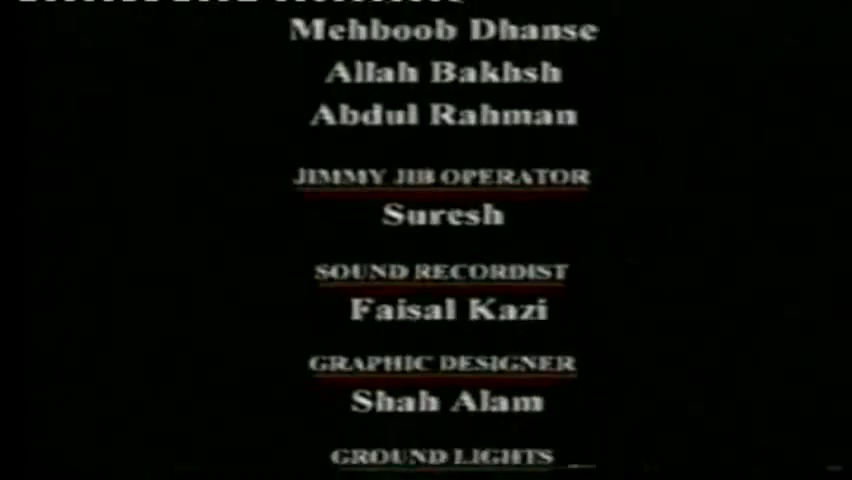 Mehboob Dhanse
Allah Bakhsh
Abdul Rahman
JIMMY JIB OPERATOR
Suresh
SOUND RECORDIST
Faisal Kazi
GRAPHIC DESIGNER
Shah Alam
GROUND LIGHTS